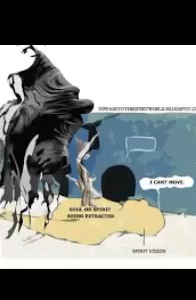 I CANT MOVE.
SOUL OR SPIRIT
BEING EXTRACTED
SPIRIT VISION